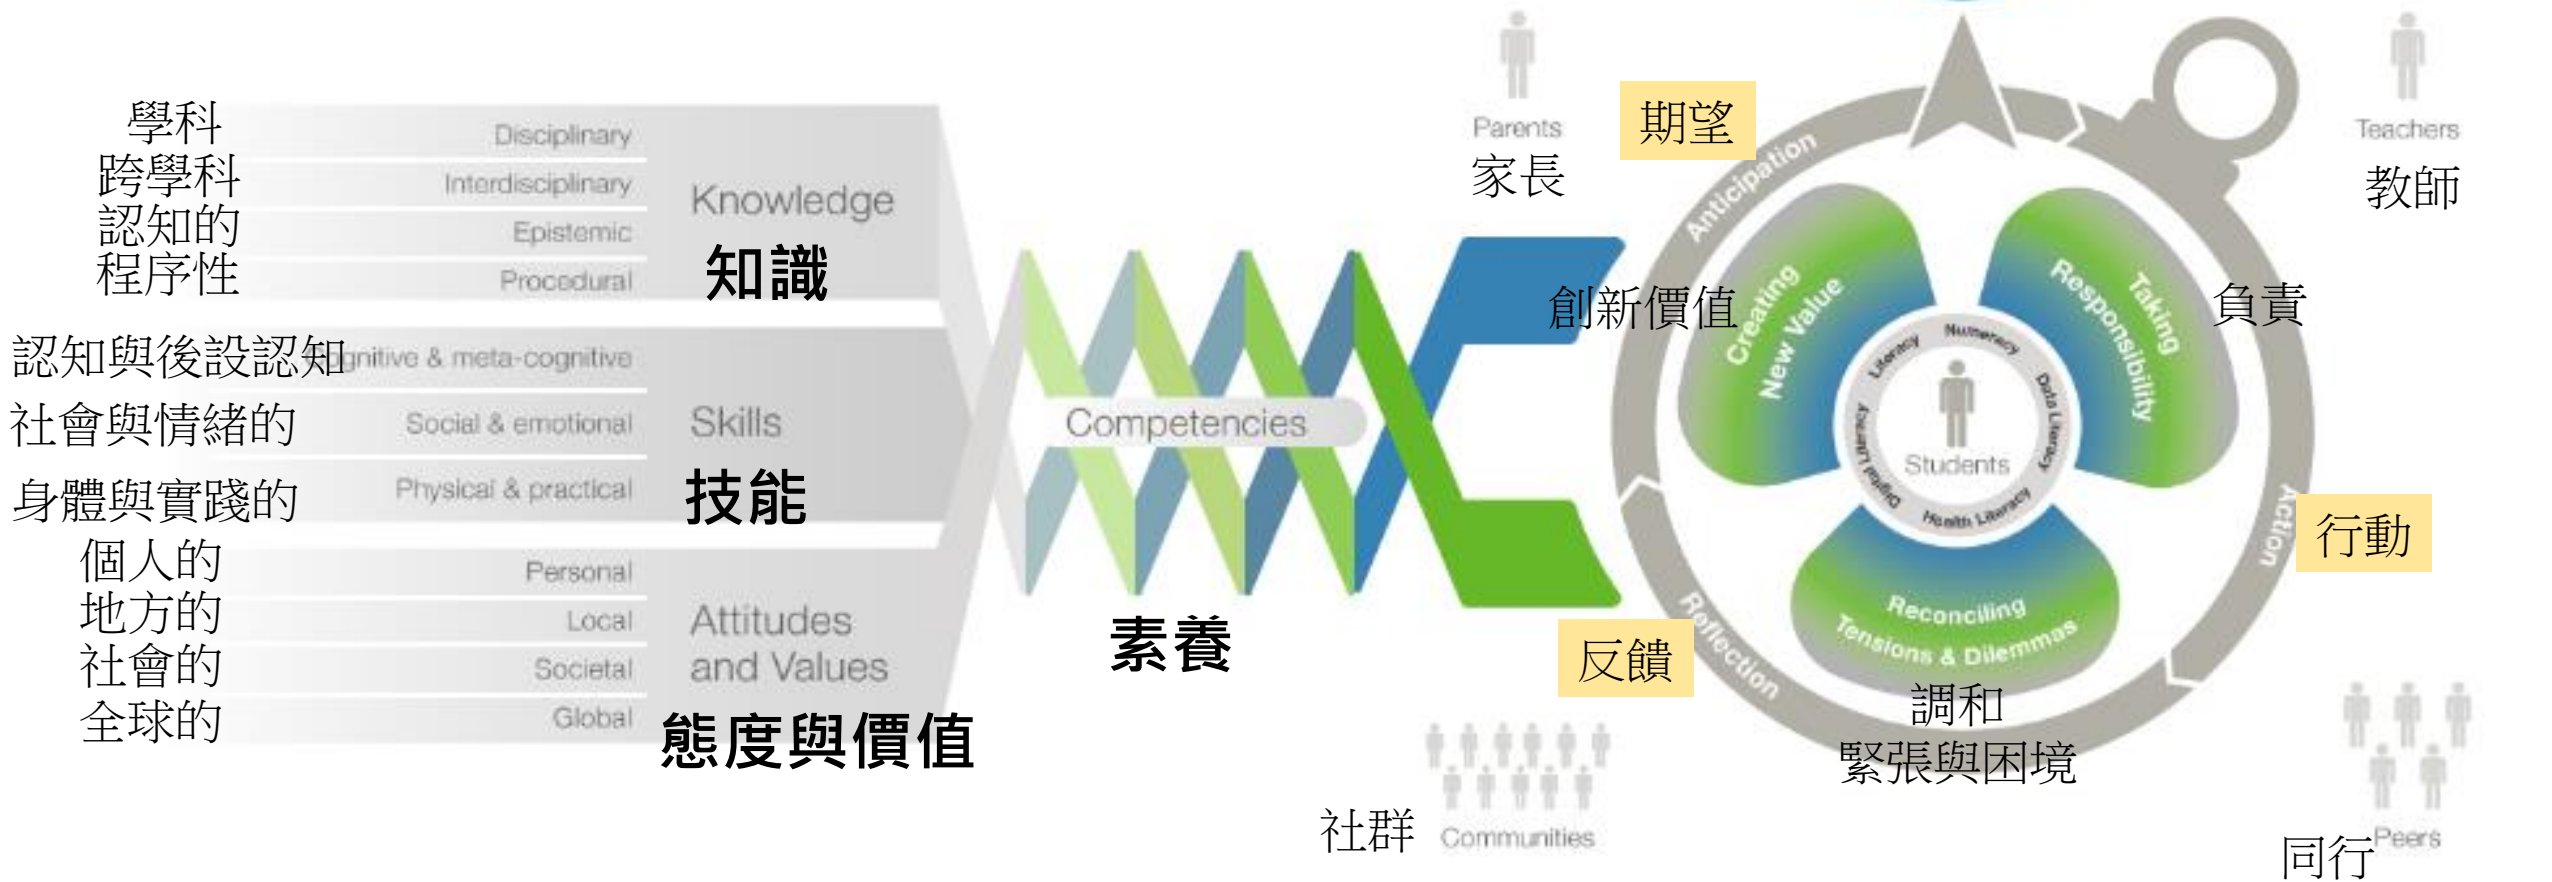 學科
Disciplinary
跨學科
Interdisciplinary
認知的
Epistemic
程序性
Procedural
Knowledge
知識
認知與後設認知
Cognitive & meta-cognitive
社會與情緒的
Social & emotional
身體與實踐的
Physical & practical
Skills
技能
個人的
Personal
地方的
Local
社會的
Societal
全球的
Global
Attitudes
and Values
態度與價值
Competencies
素養
Parents
家長
期望
Anticipation
Teachers
教師
創新價值
Creating
New Value
Taking
Responsibility
負責
Literacy
Numeracy
Data Literacy
Health Literacy
Digital Literacy
Students
Action
行動
Reconciling
Tensions & Dilemmas
調和
緊張與困境
反饋
Reflection
社群
Communities
同行
Peers